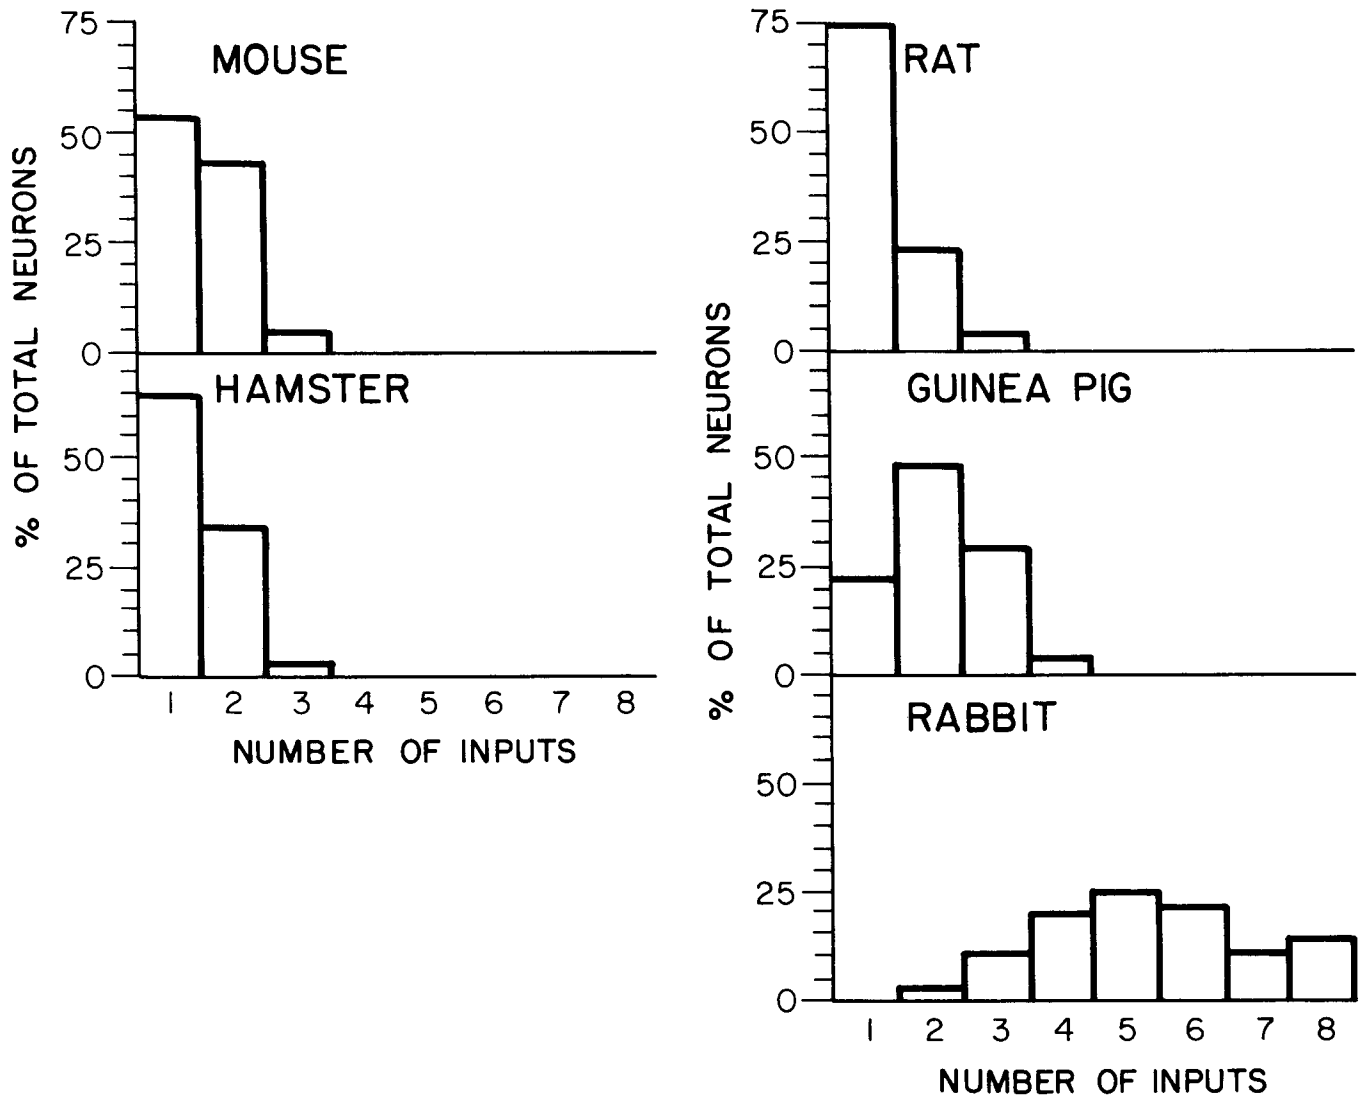 % OF TOTAL NEURONS
75
50
25
0
MOUSE
50
25
0
HAMSTER
1 2 3 4 5 6 7 8
NUMBER OF INPUTS
% OF TOTAL NEURONS
75
50
25
0
RAT
50
25
0
GUINEA PIG
50
25
0
RABBIT
1 2 3 4 5 6 7 8
NUMBER OF INPUTS